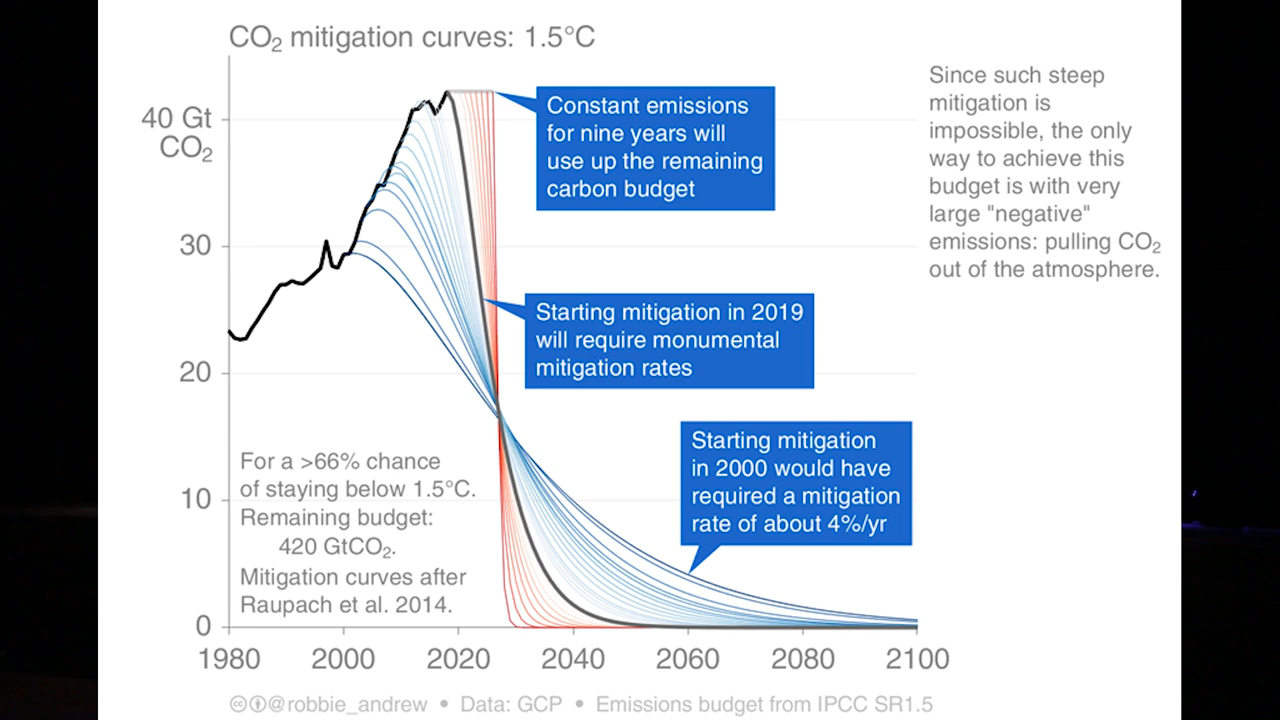 CO₂ mitigation curves: 1.5°C
40 Gt
CO₂
30
20
10
0
1980
2000
2020
2040
2060
2080
2100
Constant emissions
for nine years will
use up the remaining
carbon budget
Starting mitigation in 2019
will require monumental
mitigation rates
Starting mitigation
in 2000 would have
required a mitigation
rate of about 4%/yr
For a >66% chance
of staying below 1.5°C.
Remaining budget:
420 GtCO₂.
Mitigation curves after
Raupach et al. 2014.
Since such steep
mitigation is
impossible, the only
way to achieve this
budget is with very
large "negative"
emissions: pulling CO₂
out of the atmosphere.
@robbie_andrew • Data: GCP • Emissions budget from IPCC SR1.5